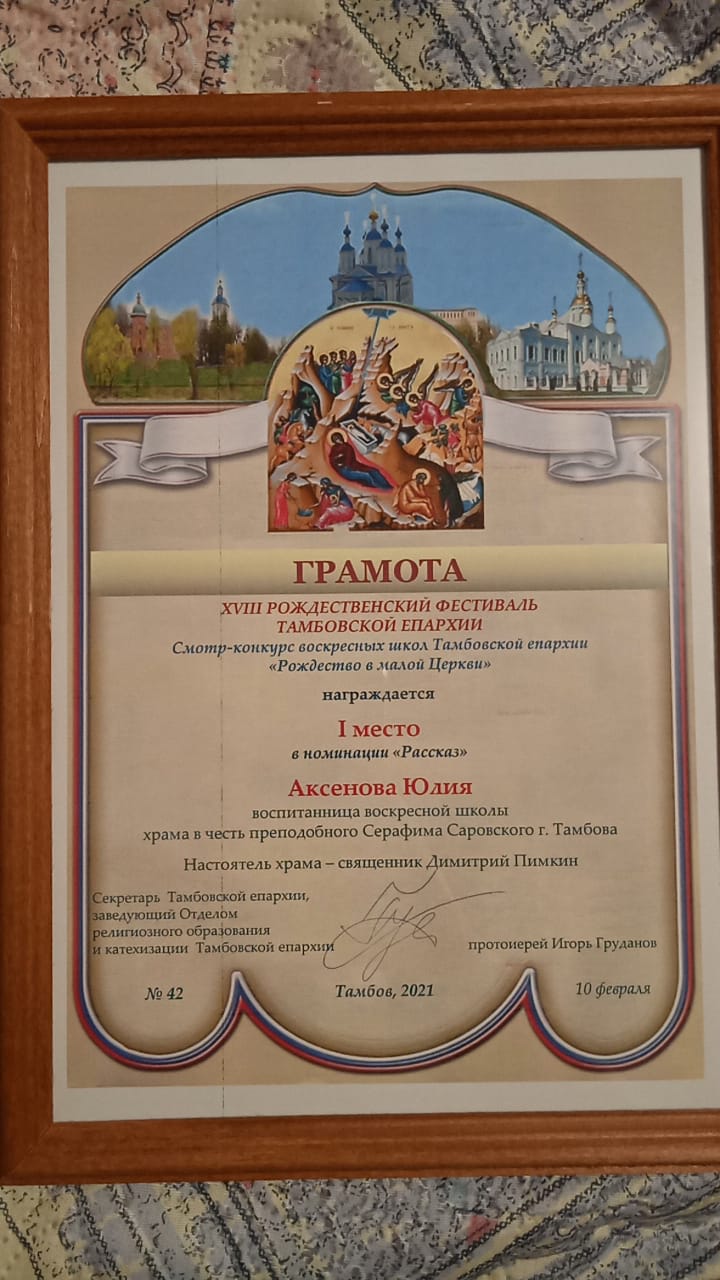 ГРАМОТА
XVIII РОЖДЕСТВЕНСКИЙ ФЕСТИВАЛЬ
ТАМБОВСКОЙ ЕПАРХИИ
Смотр-конкурс воскресных школ Тамбовской епархии
«Рождество в малой Церкви»
награждается
I место
в номинации «Рассказ»
Аксенова Юлия
воспитанница воскресной школы
храма в честь преподобного Серафима Саровского г. Тамбова
Настоятель храма – священник Димитрий Пимкин
Секретарь Тамбовской епархии,
заведующий Отделом
религиозного образования
и катехизации Тамбовской епархии
протоиерей Игорь Груданов
№ 42
Тамбов, 2021
10 февраля